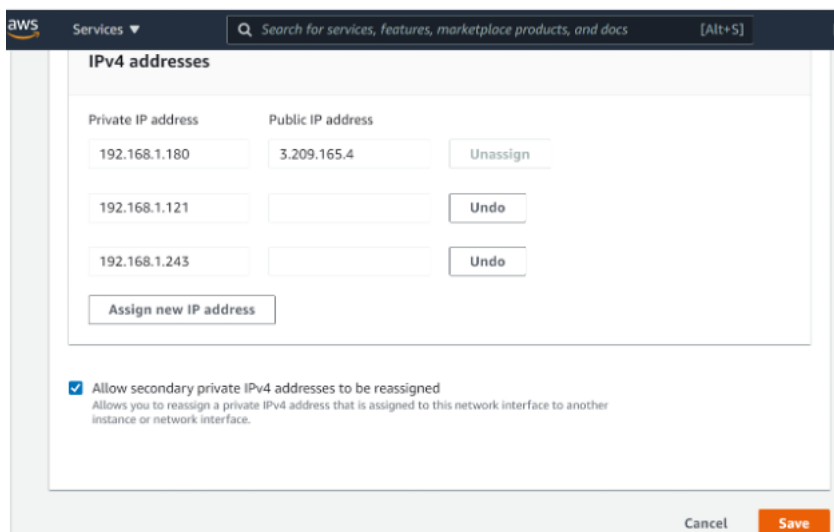 aws Services ▼ Search for services, features, marketplace products, and docs [Alt+S]
IPv4 addresses
Private IP address Public IP address
192.168.1.180 3.209.165.4 Unassign
192.168.1.121 Undo
192.168.1.243 Undo
Assign new IP address
Allow secondary private IPv4 addresses to be reassigned
Allows you to reassign a private IPv4 address that is assigned to this network interface to another
instance or network interface.
Cancel Save